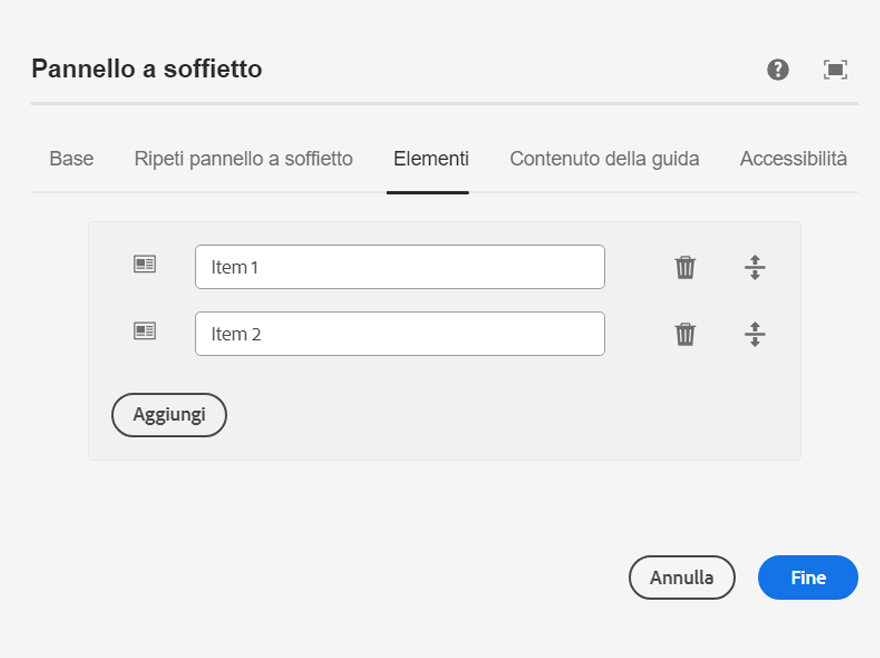 Pannello a soffietto
Base Ripeti pannello a soffietto Elementi Contenuto della guida Accessibilità
Item 1
Item 2
Aggiungi
Annulla Fine